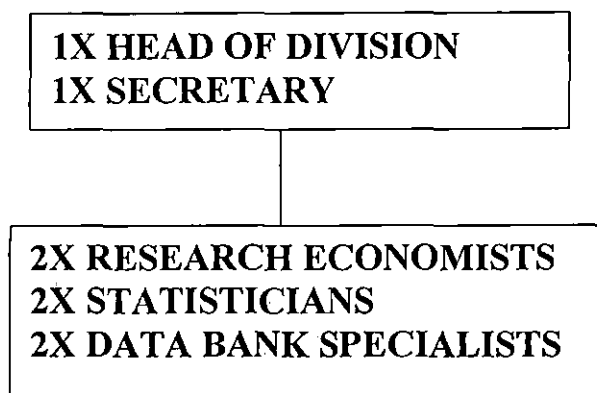 1X HEAD OF DIVISION
1X SECRETARY
2X RESEARCH ECONOMISTS
2X STATISTICIANS
2X DATA BANK SPECIALISTS